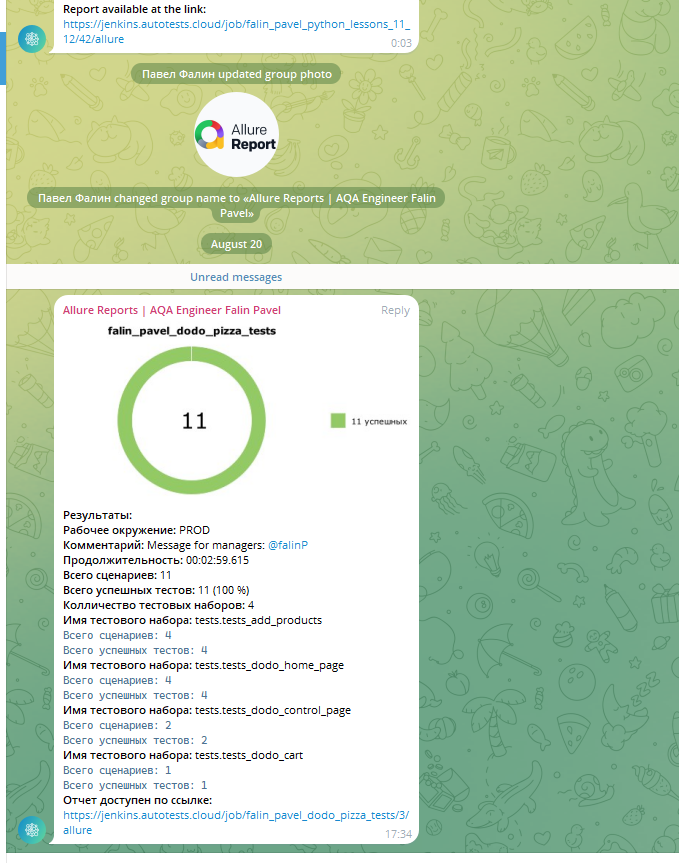 Report available at the link:
https://jenkins.autotests.cloud/job/falin_pavel_python_lessons_11_
12/42/allure
0:03
Павел Фалин updated group photo
Allure
Report
Павел Фалин changed group name to «Allure Reports | AQA Engineer Falin
Pavel»
August 20
Unread messages
Allure Reports | AQA Engineer Falin Pavel
Reply
falin_pavel_dodo_pizza_tests
11
11 успешных
Результаты:
Рабочее окружение: PROD
Комментарий: Message for managers: @falinP
Продолжительность: 00:02:59.615
Всего сценариев: 11
Всего успешных тестов: 11 (100 %)
Колличество тестовых наборов: 4
Имя тестового набора: tests.tests_add_products
Всего сценариев: 4
Всего успешных тестов: 4
Имя тестового набора: tests.tests_dodo_home_page
Всего сценариев: 4
Всего успешных тестов: 4
Имя тестового набора: tests.tests_dodo_control_page
Всего сценариев: 2
Всего успешных тестов: 2
Имя тестового набора: tests.tests_dodo_cart
Всего сценариев: 1
Всего успешных тестов: 1
Отчет доступен по ссылке:
https://jenkins.autotests.cloud/job/falin_pavel_dodo_pizza_tests/3/
allure
17:34